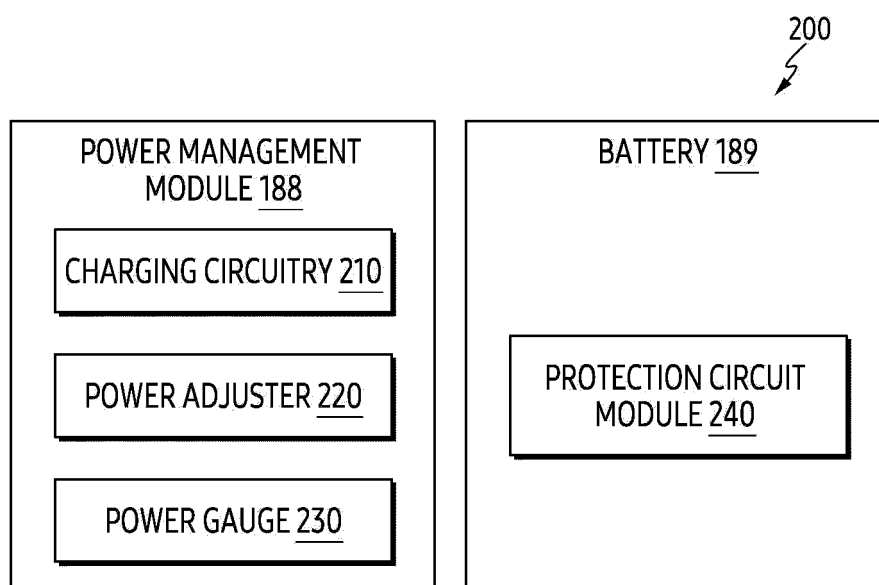 200
POWER MANAGEMENT
MODULE 188
CHARGING CIRCUITRY 210
POWER ADJUSTER 220
POWER GAUGE 230
BATTERY 189
PROTECTION CIRCUIT
MODULE 240